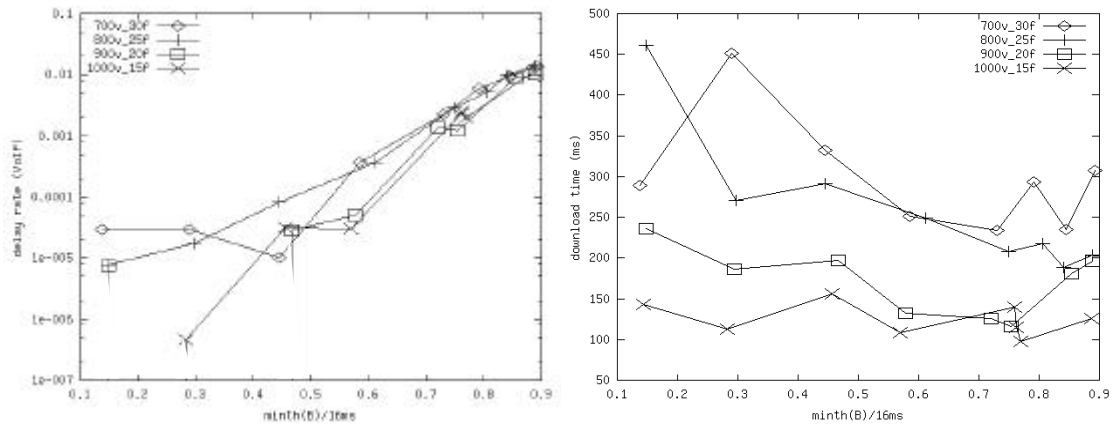 0.1
0.01
0.001
0.0001
1e-005
1e-006
1e-007
delay rate (VoIP)
700v_30f
800v_25f
900v_20f
1000v_15f
0.1 0.2 0.3 0.4 0.5 0.6 0.7 0.8 0.9
minth(B)/16ms
500
450
400
350
300
250
200
150
100
50
download time (ms)
700v_30f
800v_25f
900v_20f
1000v_15f
0.1 0.2 0.3 0.4 0.5 0.6 0.7 0.8 0.9
minth(B)/16ms